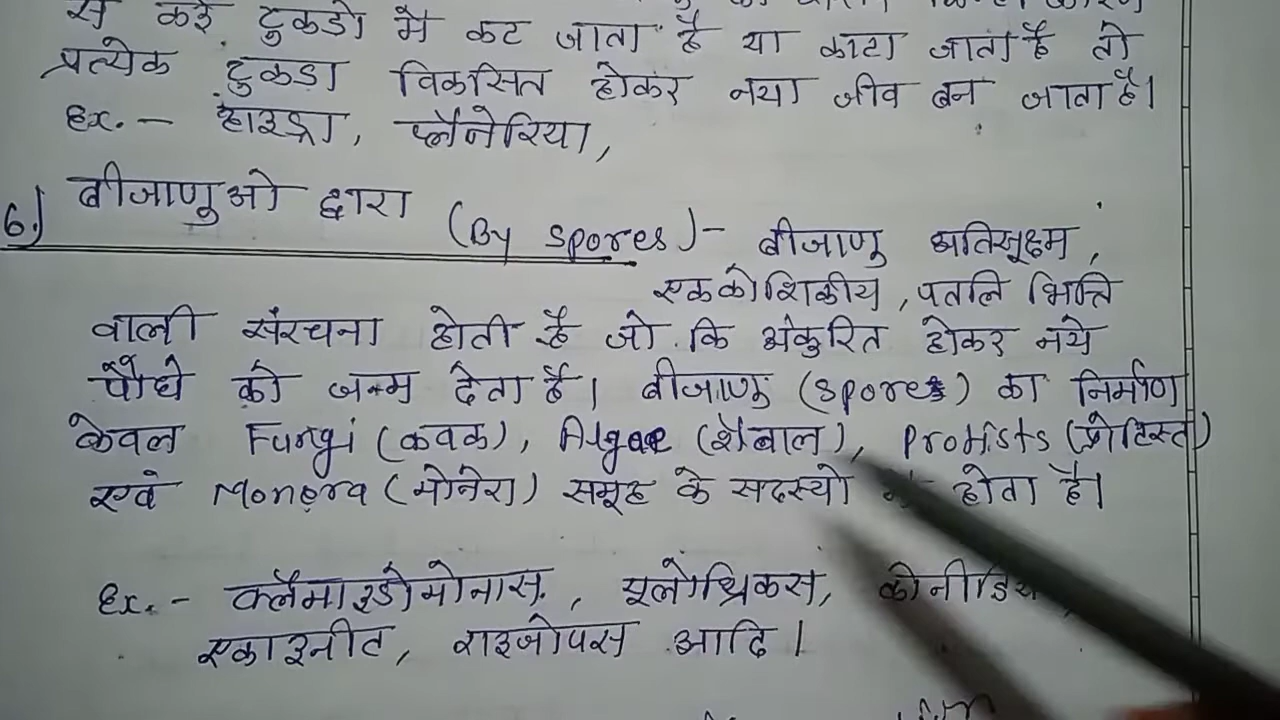 से कई टुकडो मे कट जाता है या काटा जाता है तो
प्रत्येक टुकडा विकसित होकर नया जीव बन जाता है।
Ex. - हाइड्रा, प्लैनेरिया,
6.) बीजाणुओ द्वारा (By spores) - बीजाणु अतिसूक्ष्म,
एककोशिकीय, पतलि भित्ति
वाली संरचना होती है जो कि अंकुरित होकर नये
पौधे को जन्म देता है। बीजाणु (spores) का निर्माण
केवल Fungi (कवक), Algae (शैवाल), Protists (प्रोटिस्ट)
एवं Monera (मोनेरा) समूह के सदस्यो में होता है।
Ex. - क्लैमाइडोमोनास, यूलोथ्रिकस,
एकाइनीट, राइजोपस आदि।